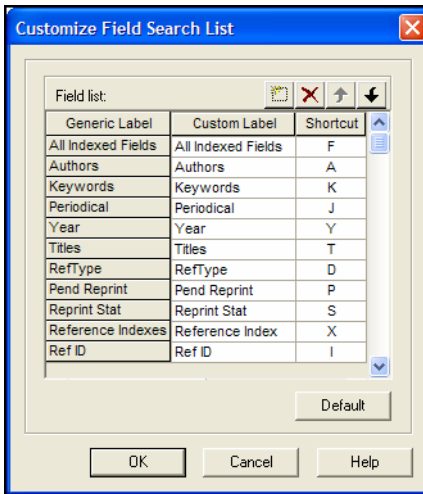 Customize Field Search List
Field list:
Generic Label Custom Label Shortcut
All Indexed Fields All Indexed Fields F
Authors Authors A
Keywords Keywords K
Periodical Periodical J
Year Year Y
Titles Titles T
RefType RefType D
Pend Reprint Pend Reprint P
Reprint Stat Reprint Stat S
Reference Indexes Reference Index X
Ref ID Ref ID I
Default
OK Cancel Help